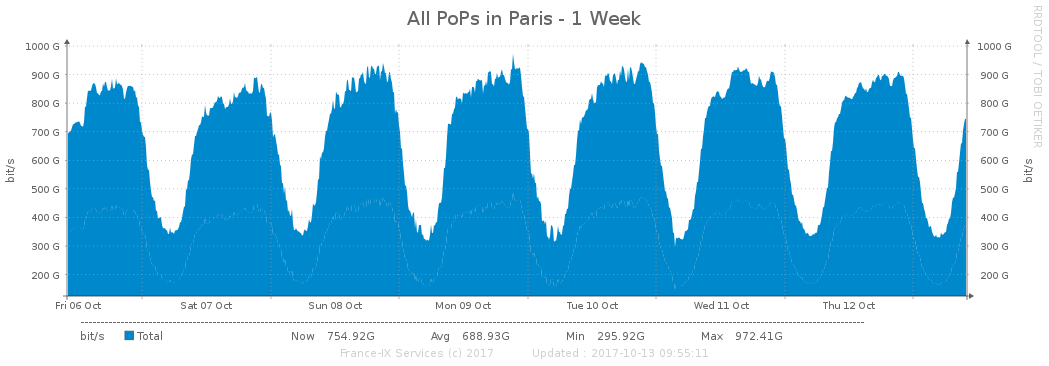 All PoPs in Paris - 1 Week
RRDTOOL / TOBI OETIKER
1000 G 1000 G
900 G 900 G
800 G 800 G
700 G 700 G
600 G 600 G
500 G 500 G
400 G 400 G
300 G 300 G
200 G 200 G
bit/s bit/s
Fri 06 Oct Sat 07 Oct Sun 08 Oct Mon 09 Oct Tue 10 Oct Wed 11 Oct Thu 12 Oct
bit/s Total Now 754.92G Avg 688.93G Min 295.92G Max 972.41G
France-IX Services (c) 2017 Updated : 2017-10-13 09:55:11